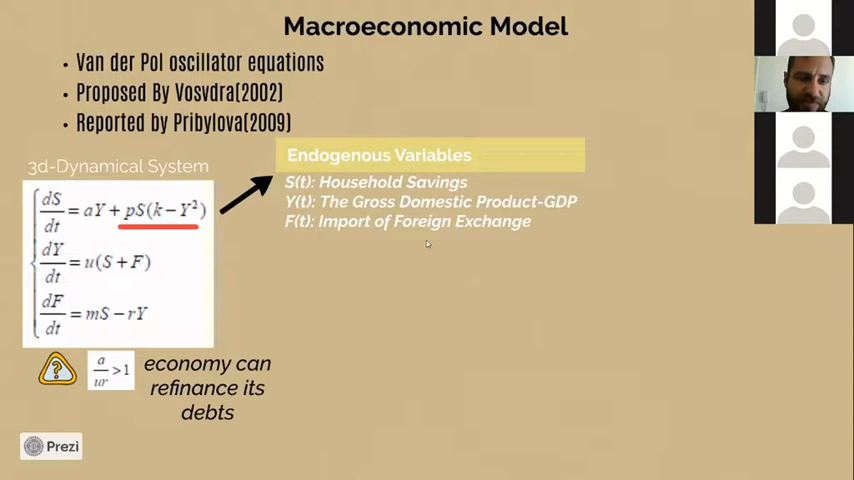 Macroeconomic Model
• Van der Pol oscillator equations
• Proposed By Vosvdra(2002)
• Reported by Pribylova(2009)
3d-Dynamical System
dS/dt = aY + pS(k − Y²)
dY/dt = u(S + F)
dF/dt = mS − rY
Endogenous Variables
S(t): Household Savings
Y(t): The Gross Domestic Product-GDP
F(t): Import of Foreign Exchange
?
a/ur >1
economy can
refinance its
debts
Prezi